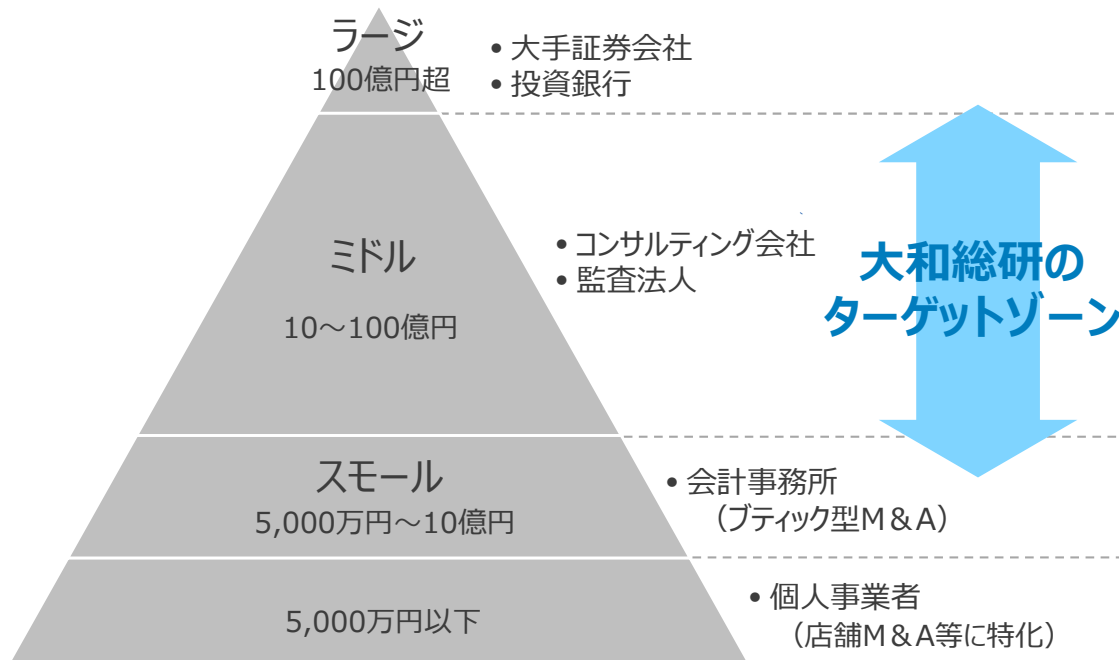 ラージ
100億円超
• 大手証券会社
• 投資銀行
ミドル
10～100億円
• コンサルティング会社
• 監査法人
大和総研の
ターゲットゾーン
スモール
5,000万円～10億円
• 会計事務所
（ブティック型M＆A）
5,000万円以下
• 個人事業者
（店舗M＆A等に特化）